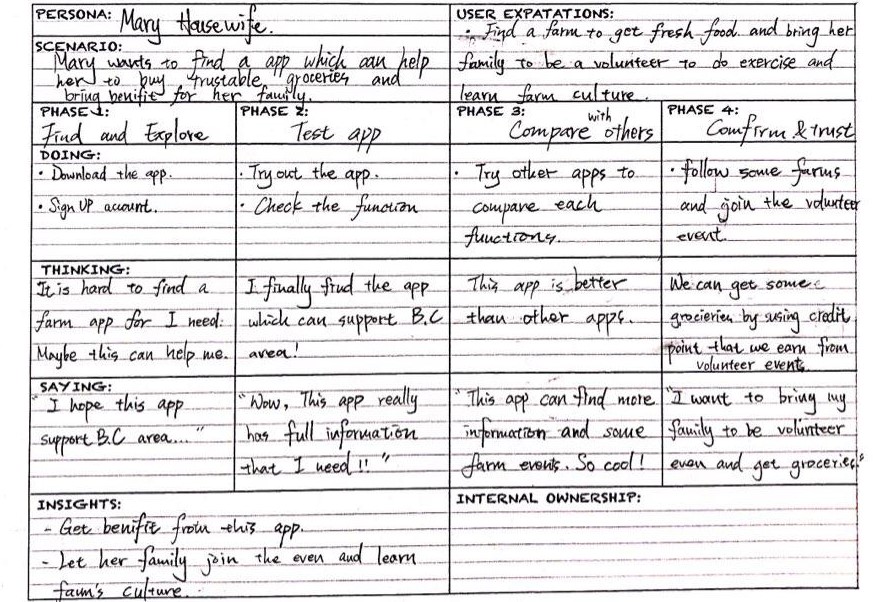 PERSONA: Mary Housewife.
SCENARIO:
Mary wants to find a app which can help
her to buy trustable groceries and
bring benifit for her family.
USER EXPATATIONS:
· Find a farm to get fresh food and bring her
family to be a volunteer to do exercise and
learn farm culture.
PHASE 1:
Find and Explore
PHASE 2:
Test app
PHASE 3:
Compare with others
PHASE 4:
Comfirm & trust
DOING:
· Download the app.
· Sign UP account.
· Try out the app.
· Check the function
· Try other apps to
compare each
functions.
· follow some farms
and join the volunteer
event.
THINKING:
It is hard to find a
farm app for I need.
Maybe this can help me.
I finally find the app
which can support B.C
area!
This app is better
than other apps.
We can get some
grocieries by using credit
point that we earn from
volunteer events.
SAYING:
"I hope this app
support B.C area..."
"Wow, This app really
has full information
that I need!!"
"This app can find more
information and some
farm events. So cool!
"I want to bring my
family to be volunteer
even and get groceries."
INSIGHTS:
- Get benifit from this app.
- Let her family join the even and learn
farm's culture.
INTERNAL OWNERSHIP: